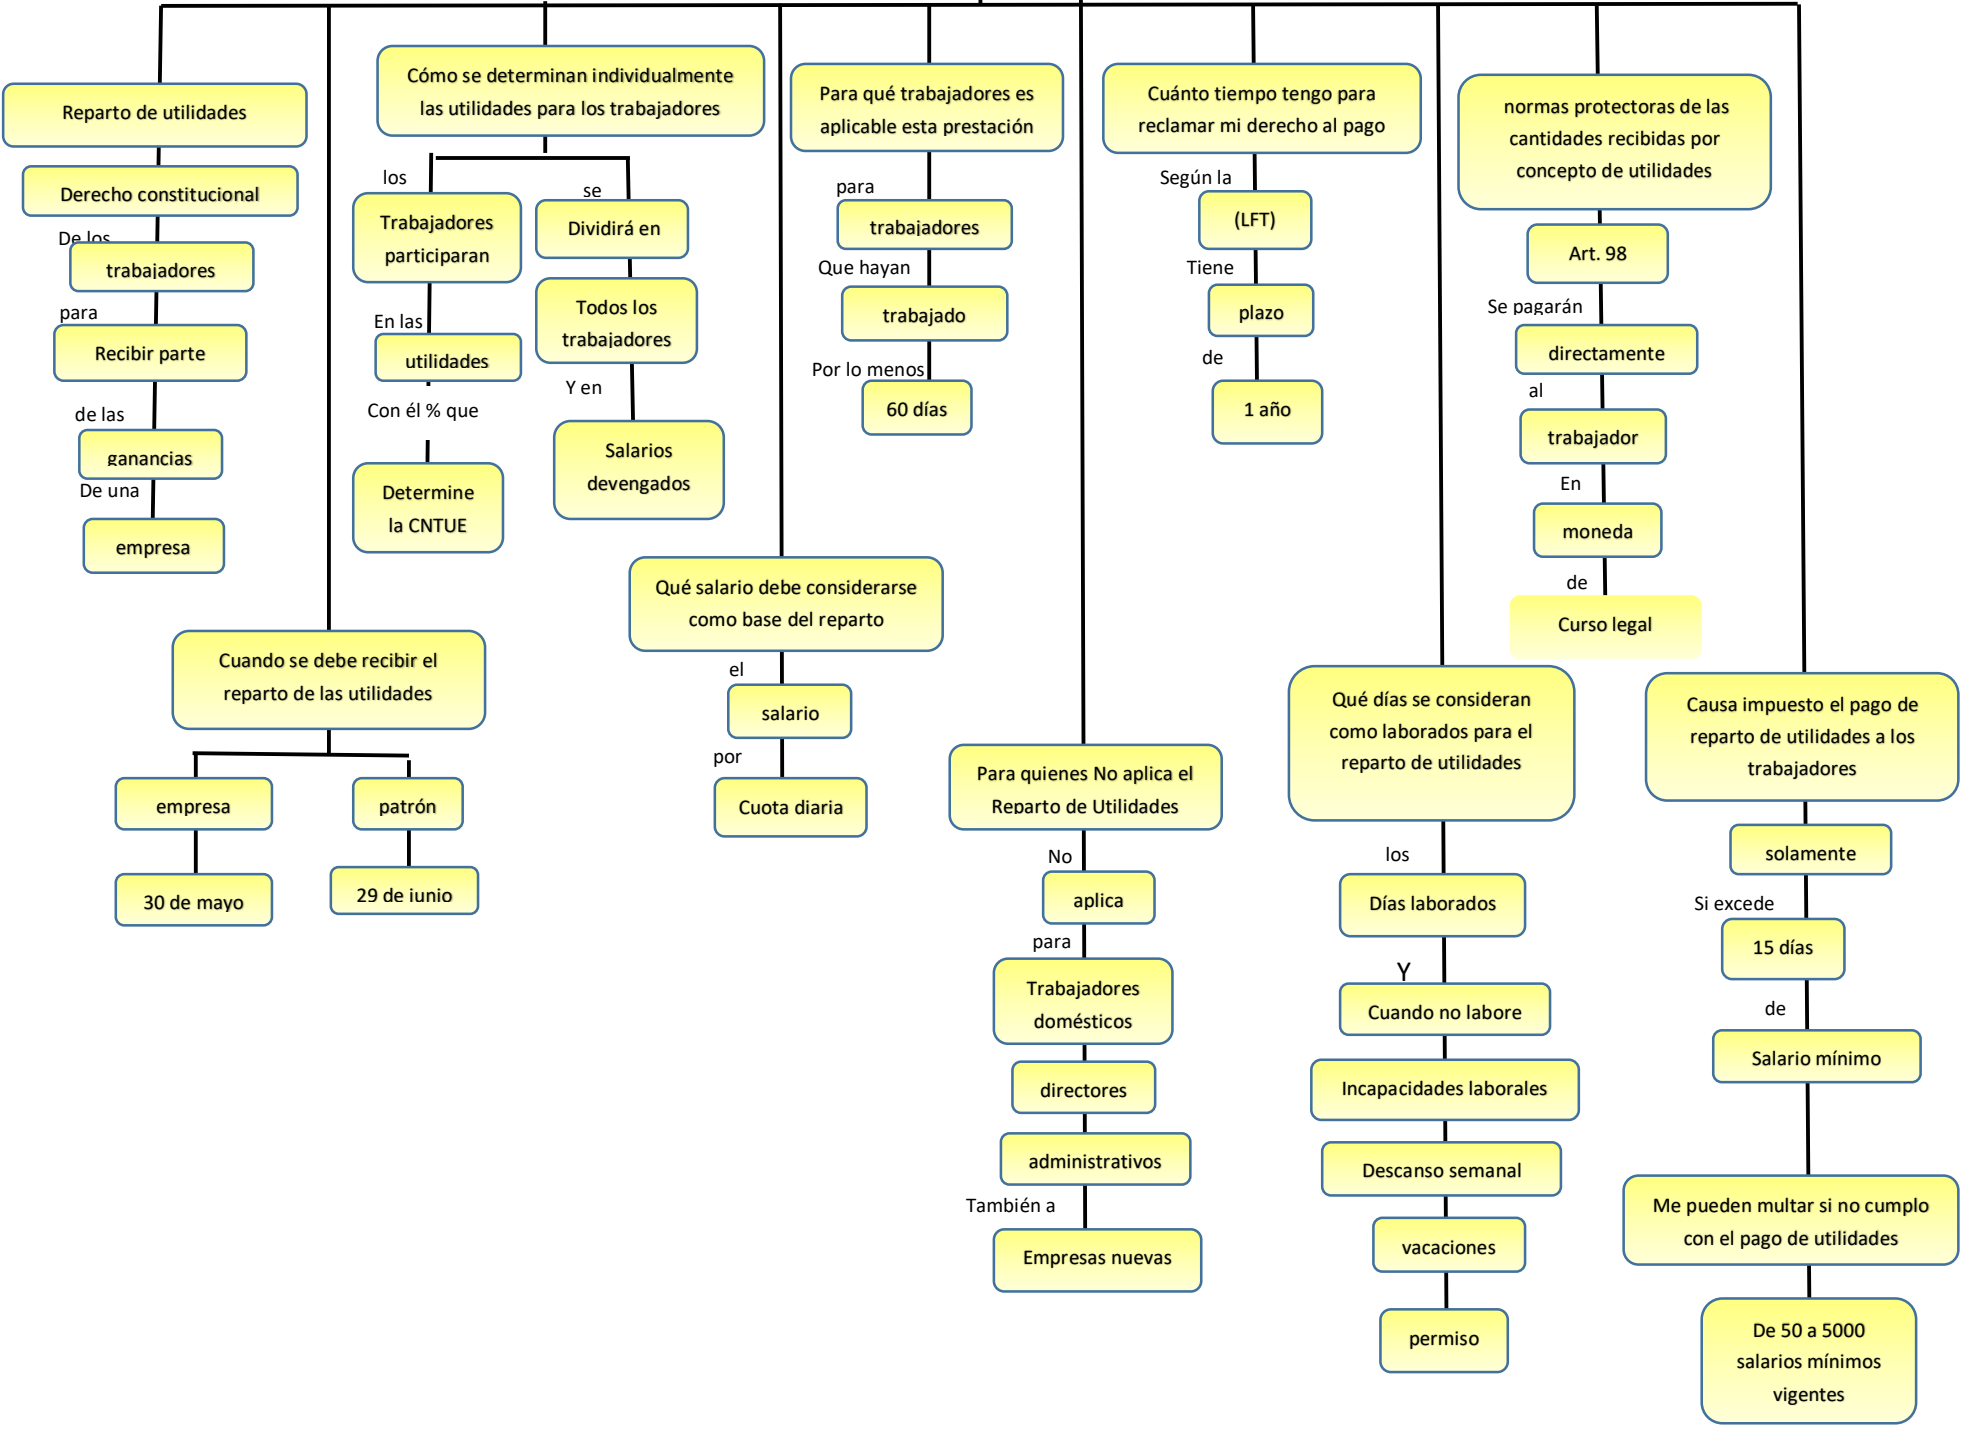 Reparto de utilidades
Derecho constitucional
De los
trabajadores
para
Recibir parte
de las
ganancias
De una
empresa
Cuando se debe recibir el
reparto de las utilidades
empresa
30 de mayo
patrón
29 de junio
Cómo se determinan individualmente
las utilidades para los trabajadores
los
Trabajadores
participaran
En las
utilidades
Con él % que
Determine
la CNTUE
se
Dividirá en
Todos los
trabajadores
Y en
Salarios
devengados
Qué salario debe considerarse
como base del reparto
el
salario
por
Cuota diaria
Para qué trabajadores es
aplicable esta prestación
para
trabajadores
Que hayan
trabajado
Por lo menos
60 días
Para quienes No aplica el
Reparto de Utilidades
No
aplica
para
Trabajadores
domésticos
directores
administrativos
También a
Empresas nuevas
Cuánto tiempo tengo para
reclamar mi derecho al pago
Según la
(LFT)
Tiene
plazo
de
1 año
Qué días se consideran
como laborados para el
reparto de utilidades
los
Días laborados
Y
Cuando no labore
Incapacidades laborales
Descanso semanal
vacaciones
permiso
normas protectoras de las
cantidades recibidas por
concepto de utilidades
Art. 98
Se pagarán
directamente
al
trabajador
En
moneda
de
Curso legal
Causa impuesto el pago de
reparto de utilidades a los
trabajadores
solamente
Si excede
15 días
de
Salario mínimo
Me pueden multar si no cumplo
con el pago de utilidades
De 50 a 5000
salarios mínimos
vigentes